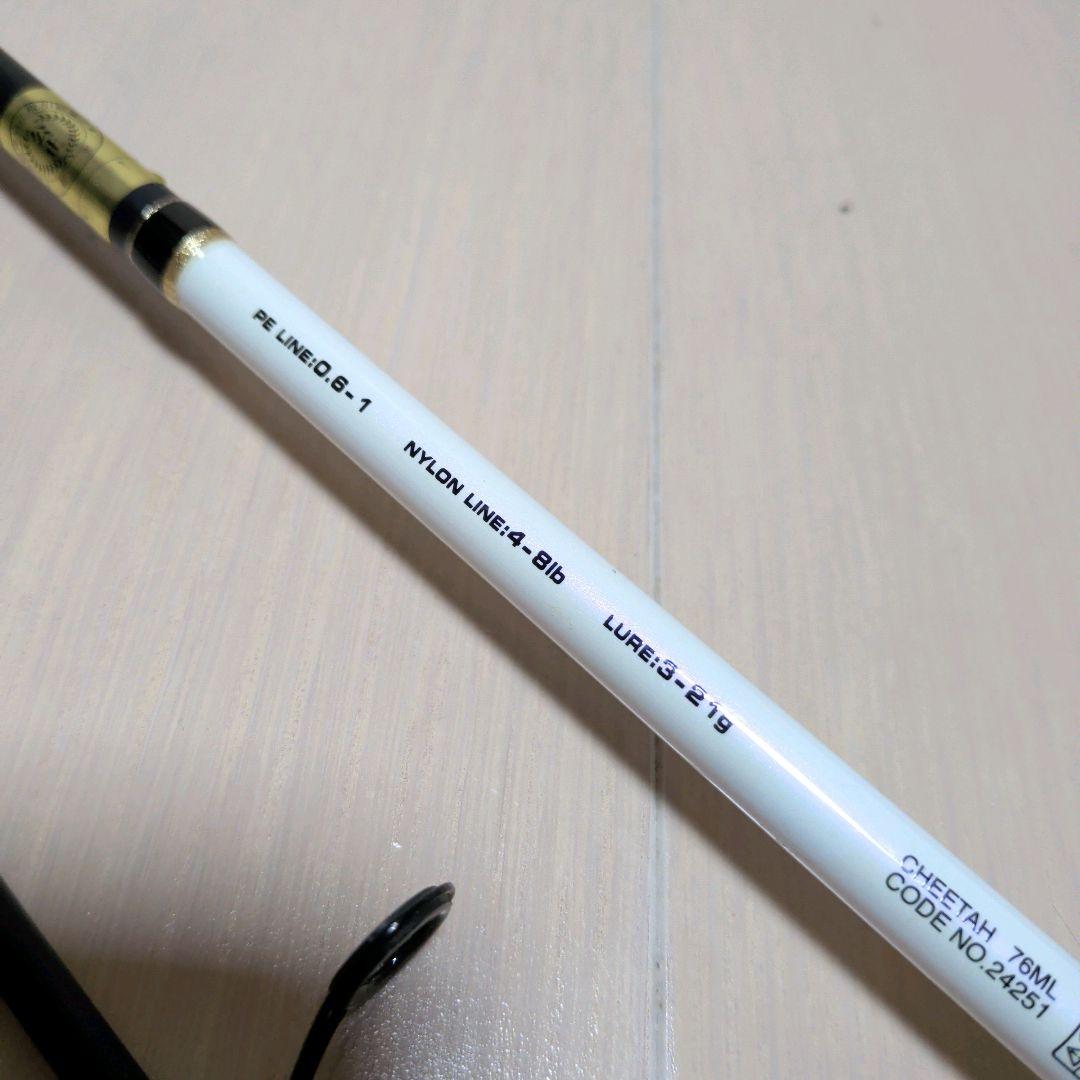 PE LINE:0.6-1
NYLON LINE:4-8lb
LURE:3-21g
CHEETAH 76ML
CODE NO.24251